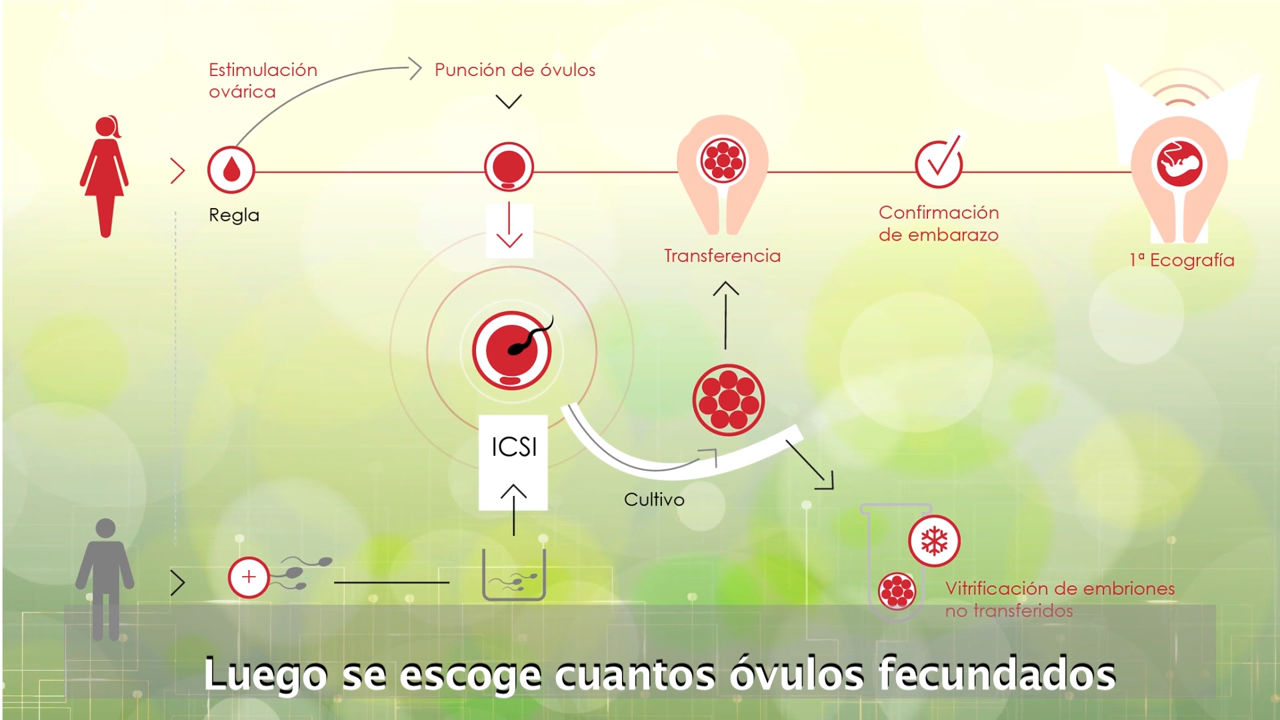 Estimulación
ovárica
Punción de óvulos
Regla
Transferencia
Confirmación
de embarazo
1ª Ecografía
ICSI
Cultivo
Vitrificación de embriones
no transferidos
Luego se escoge cuantos óvulos fecundados